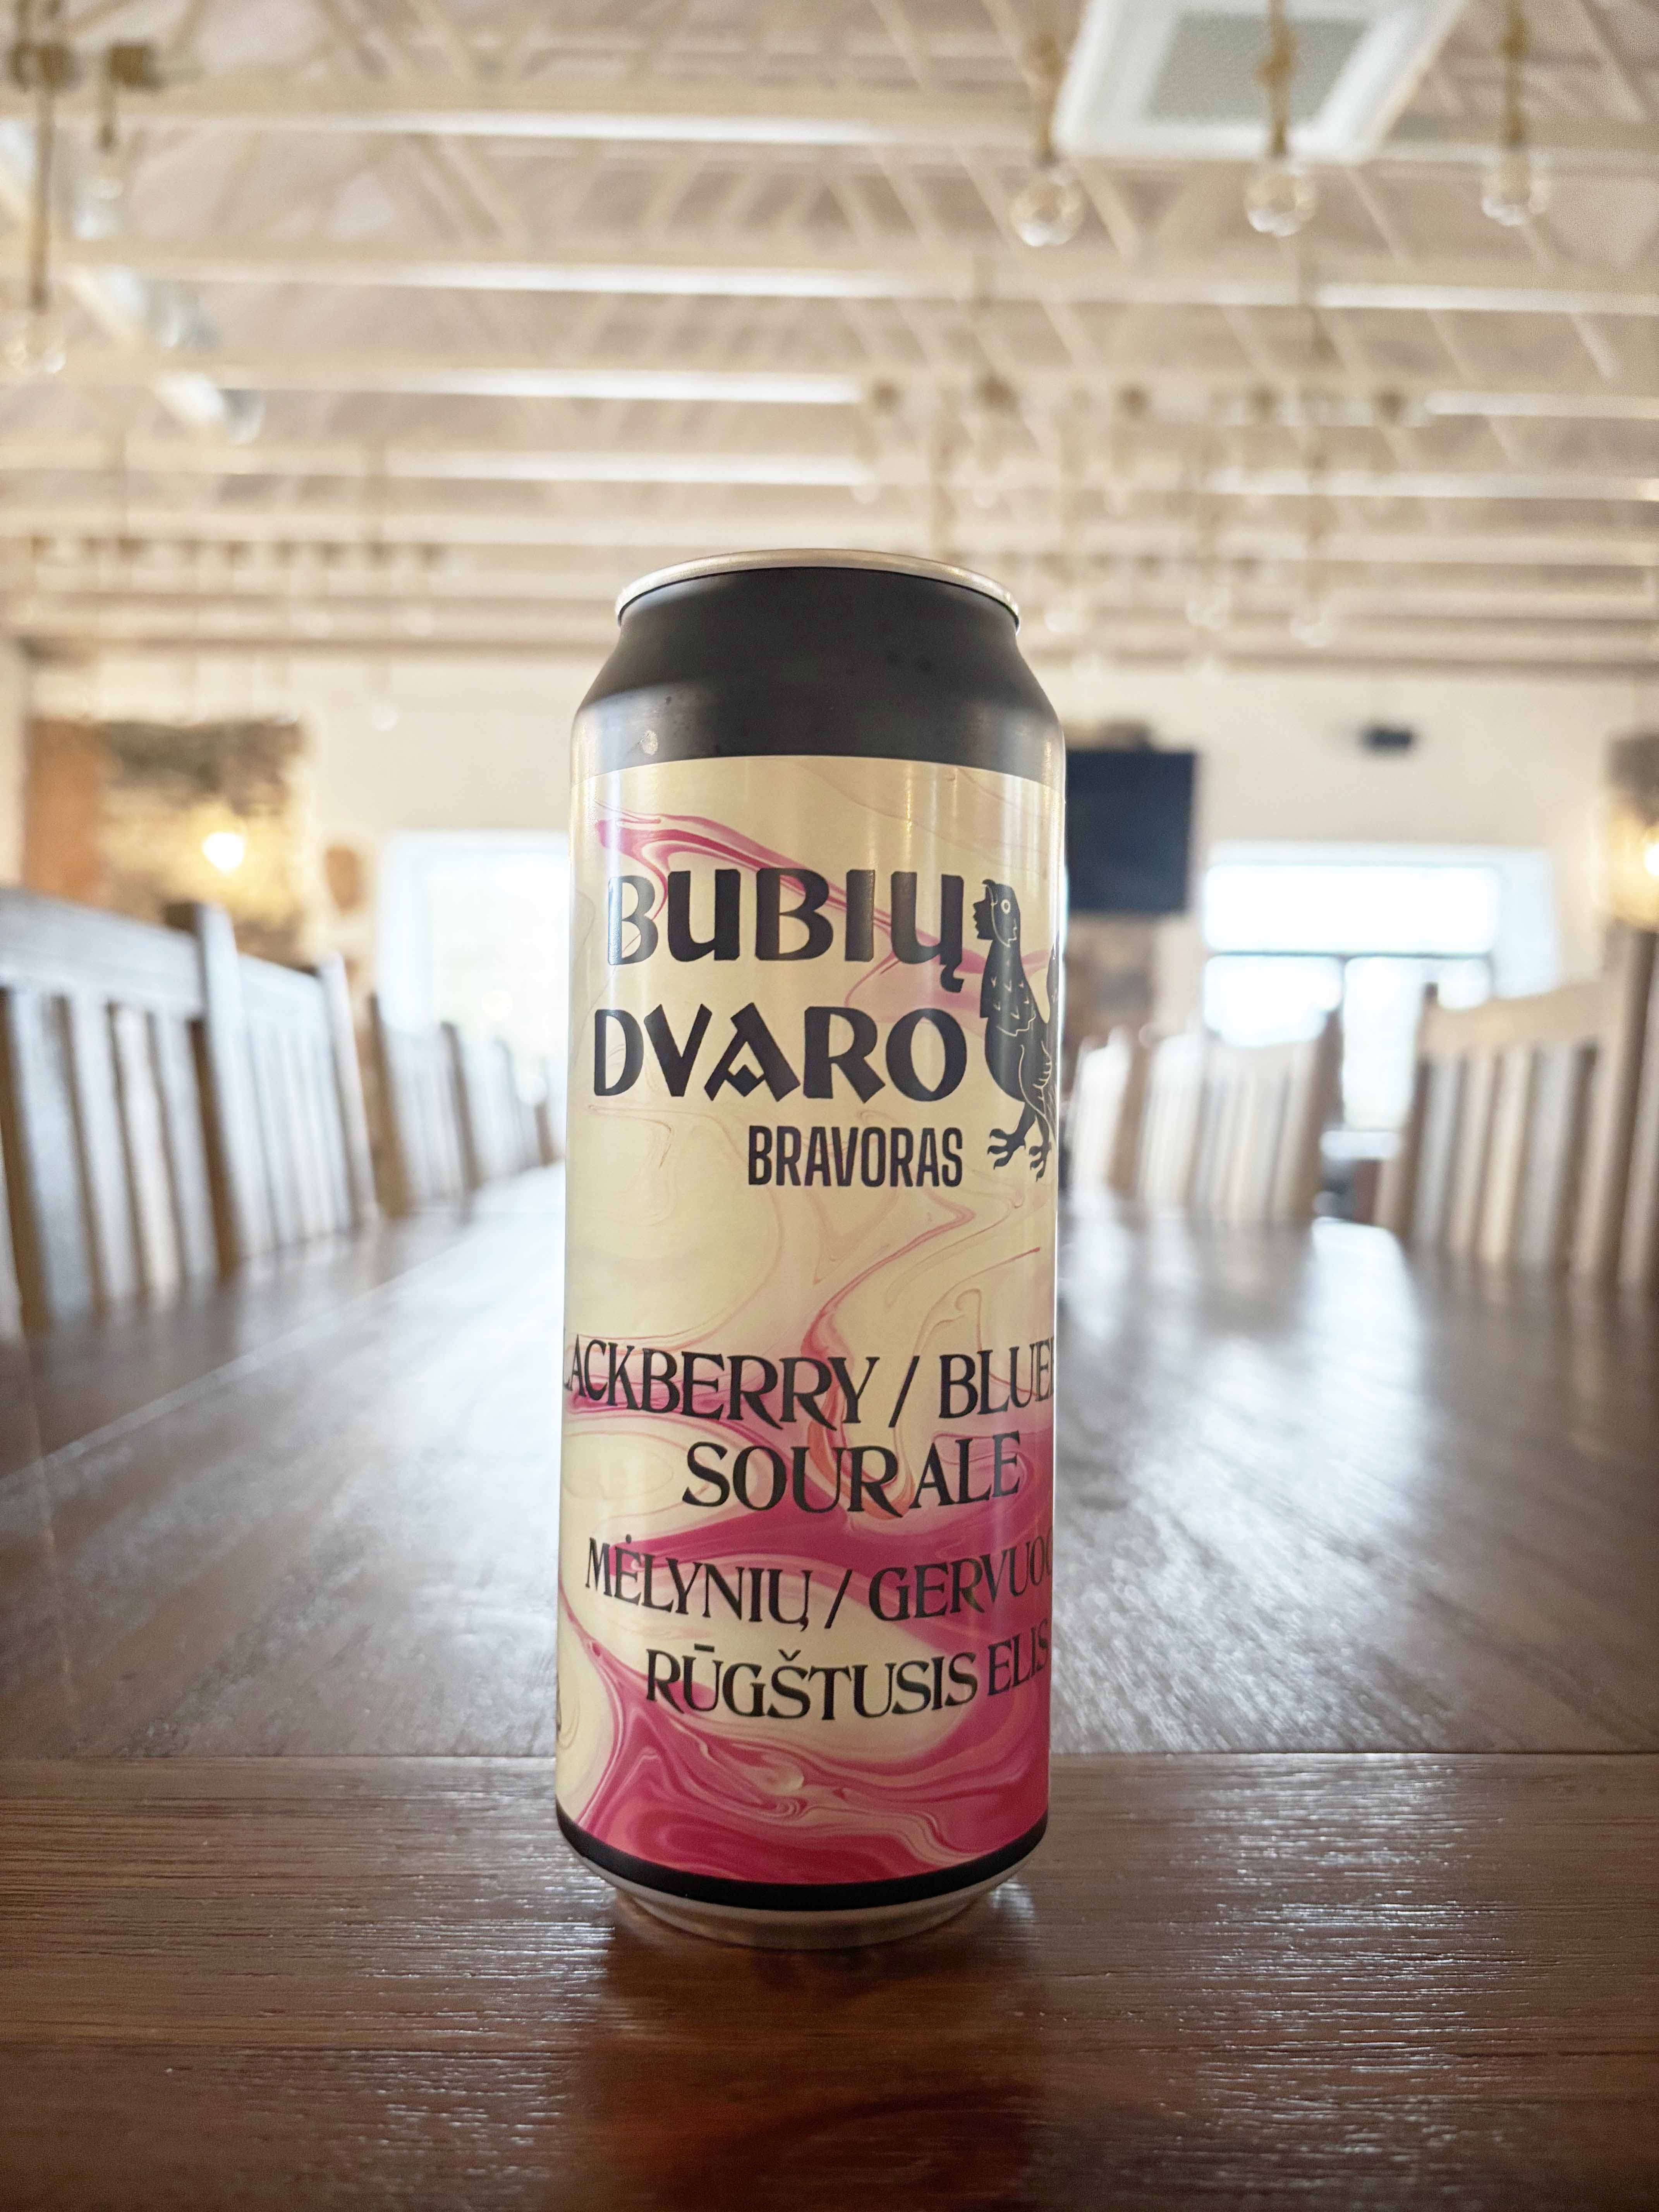 BUBIŲ
DVARO
BRAVORAS
ACKBERRY / BLUE
SOUR ALE
MĖLYNIŲ / GERVUO
RŪGŠTUSIS ELIS